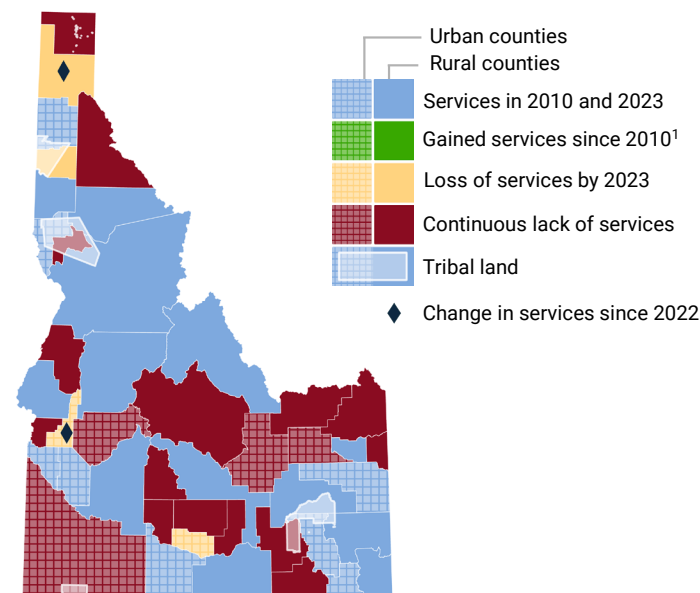 Urban counties
Rural counties
Services in 2010 and 2023
Gained services since 2010¹
Loss of services by 2023
Continuous lack of services
Tribal land
Change in services since 2022